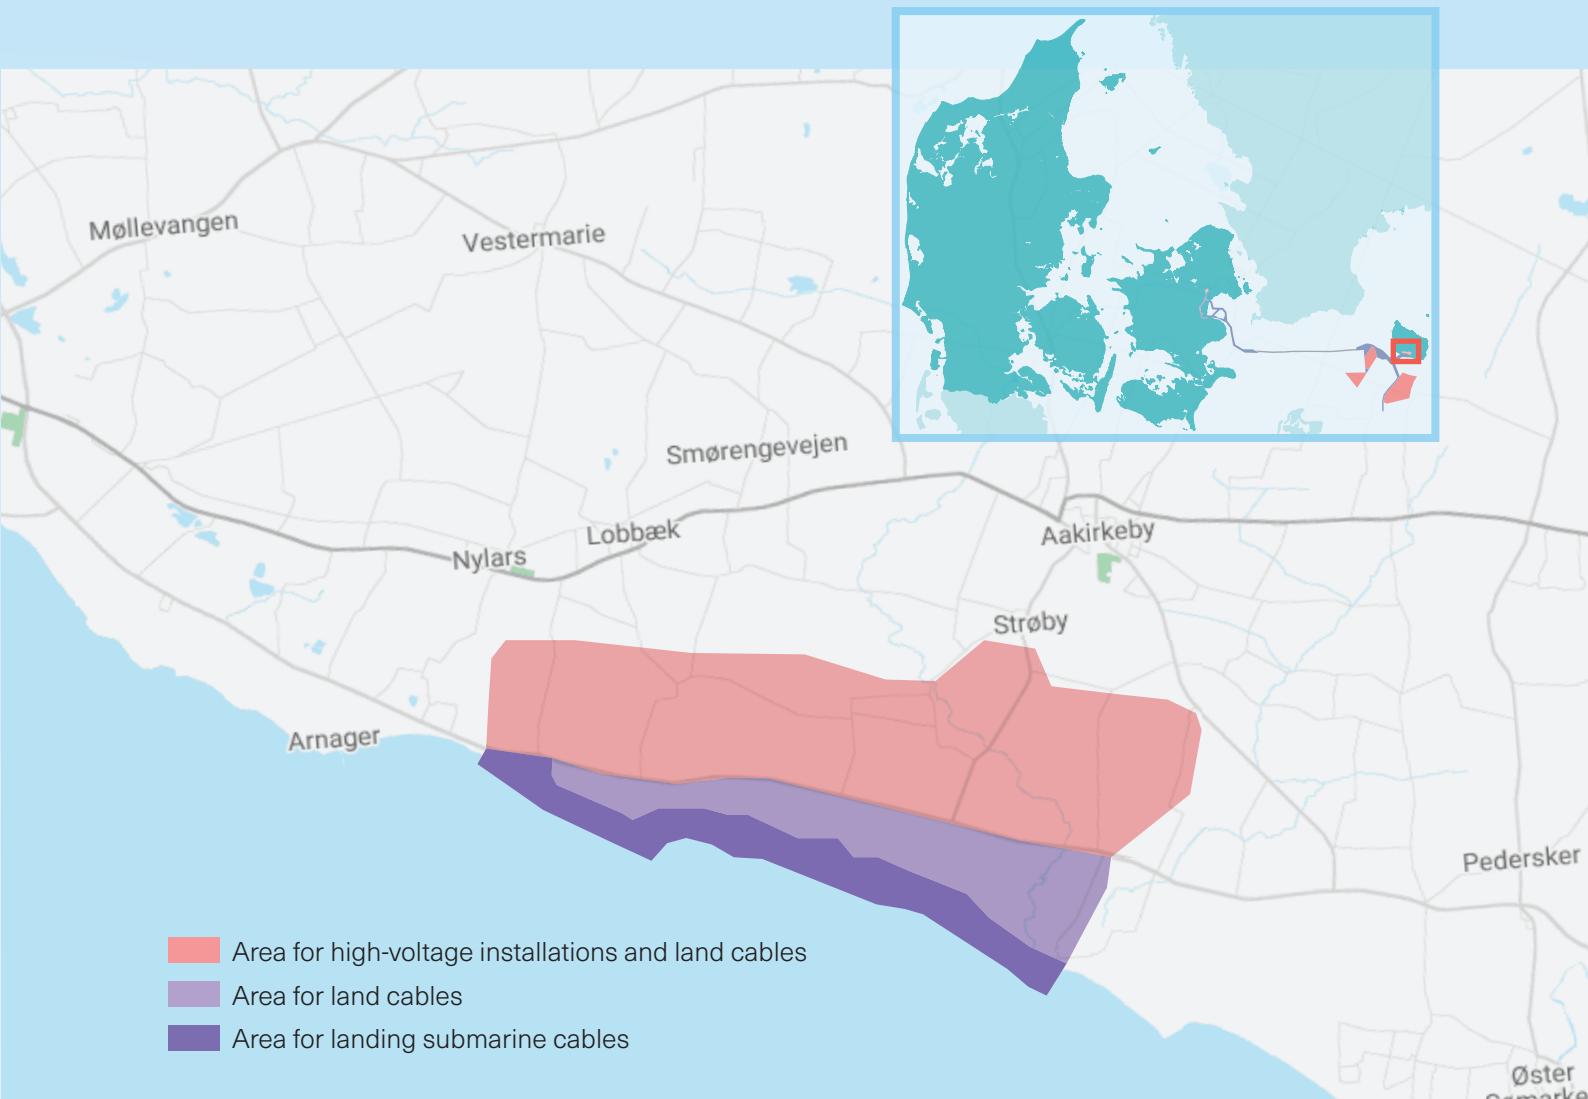 Møllevangen
Vestermarie
Smørengevejen
Lobbæk
Nylars
Aakirkeby
Strøby
Arnager
Pedersker
Area for high-voltage installations and land cables
Area for land cables
Area for landing submarine cables
Øster